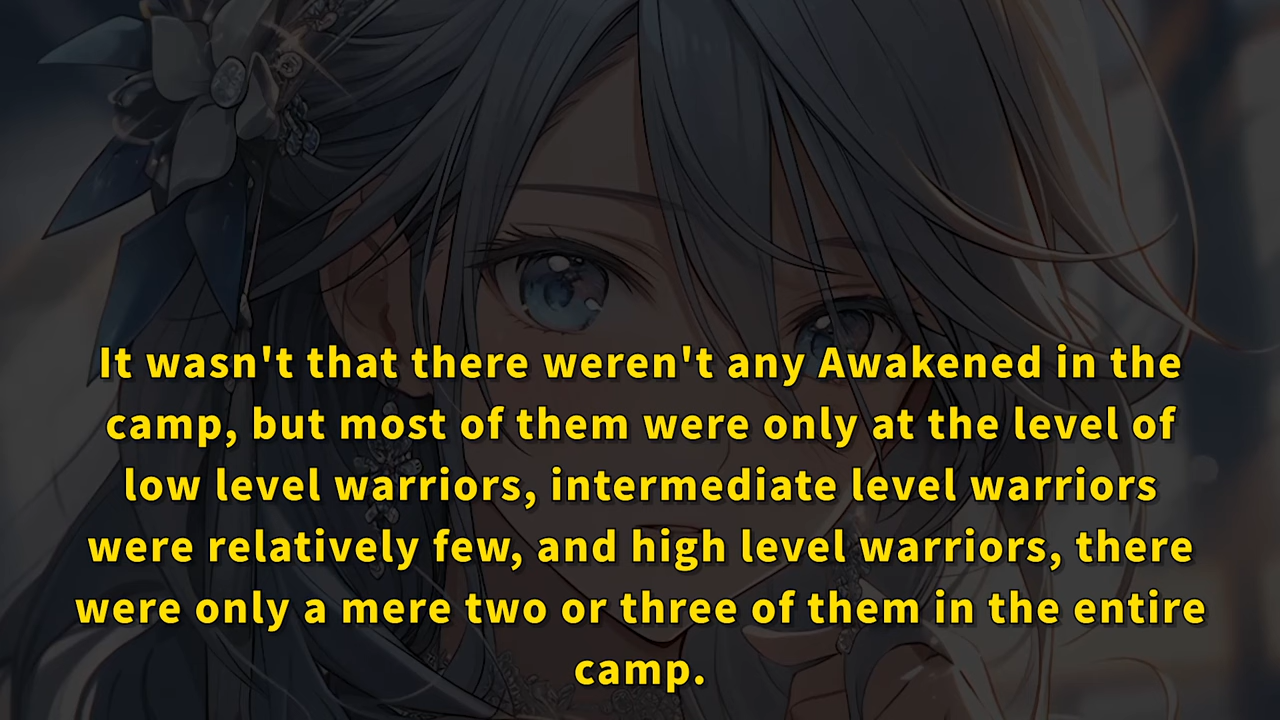 It wasn't that there weren't any Awakened in the
camp, but most of them were only at the level of
low level warriors, intermediate level warriors
were relatively few, and high level warriors, there
were only a mere two or three of them in the entire
camp.